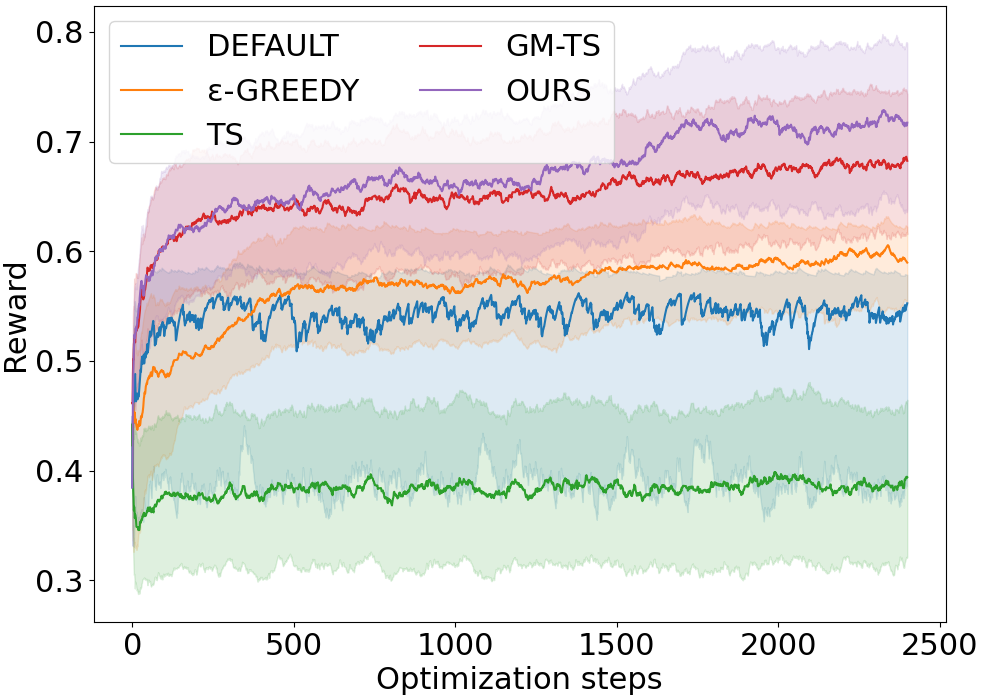 DEFAULT
ε-GREEDY
TS
GM-TS
OURS
0.8
0.7
0.6
0.5
0.4
0.3
Reward
0 500 1000 1500 2000 2500
Optimization steps